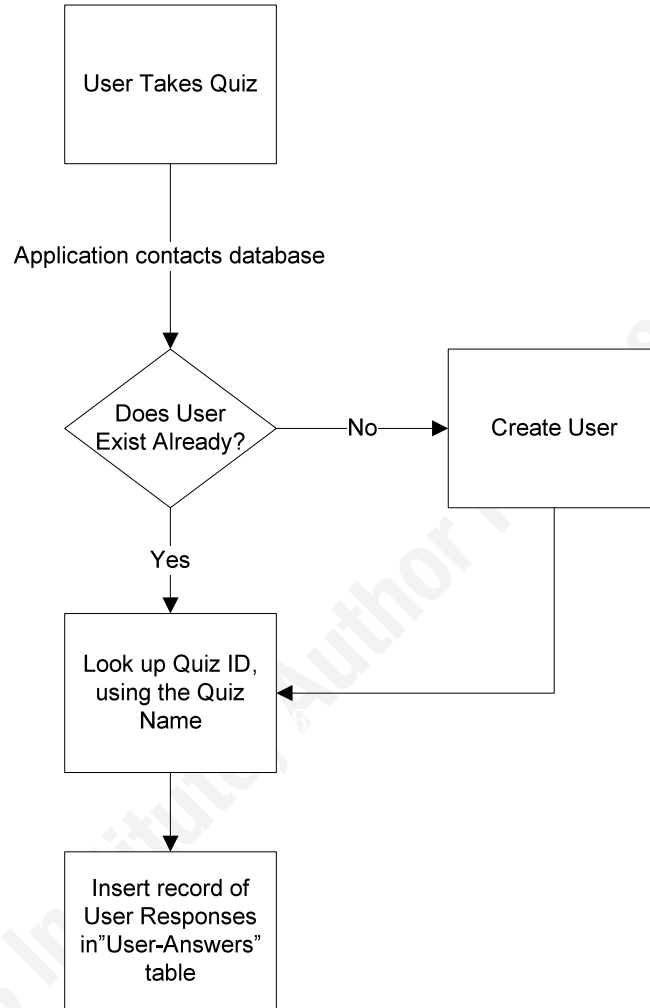 User Takes Quiz
Application contacts database
Does User
Exist Already?
No
Create User
Yes
Look up Quiz ID,
using the Quiz
Name
Insert record of
User Responses
in”User-Answers”
table
Author